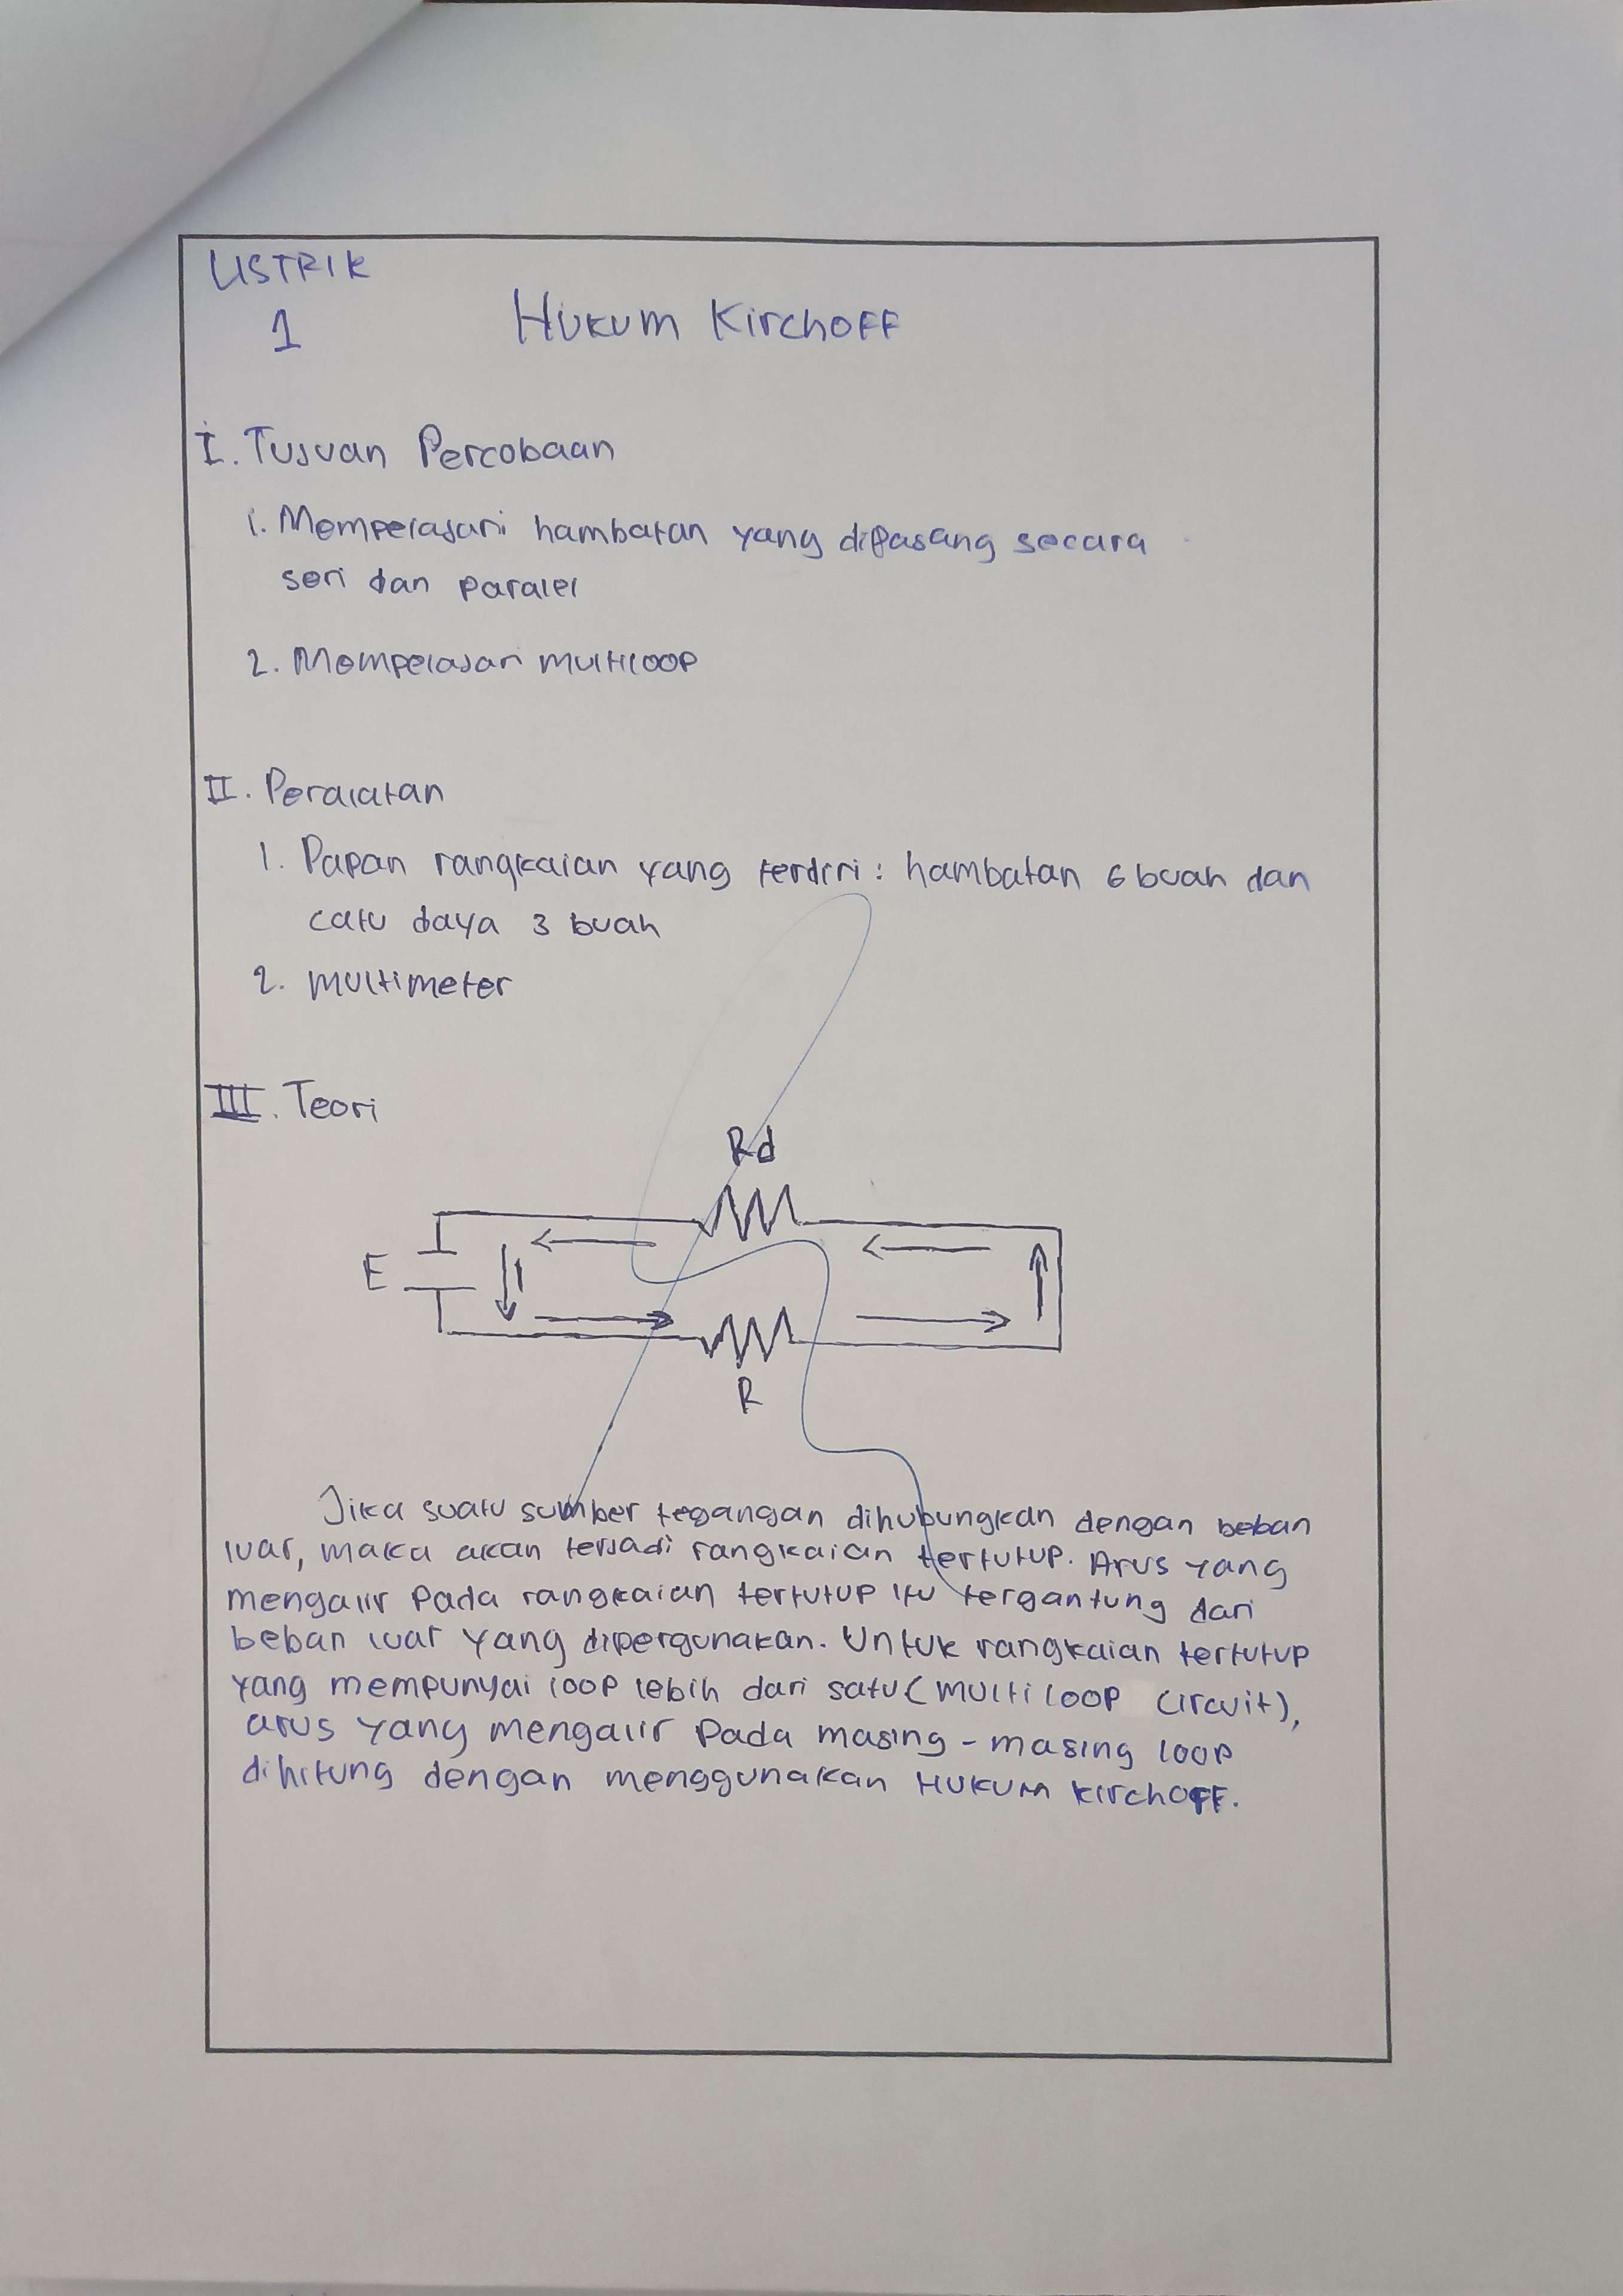 LISTRIK
1
Hukum Kirchoff
I. Tujuan Percobaan
1. Mempelajari hambatan yang dipasang secara
seri dan paralel
2. Mempelajari multiloop
II. Peralatan
1. Papan rangkaian yang terdiri : hambatan 6 buah dan
catu daya 3 buah
2. Multimeter
III. Teori
Rd
E
I
R
Jika suatu sumber tegangan dihubungkan dengan beban
luar, maka akan terjadi rangkaian tertutup. Arus yang
mengalir pada rangkaian tertutup itu tergantung dari
beban luar yang dipergunakan. Untuk rangkaian tertutup
yang mempunyai loop lebih dari satu (multi loop circuit),
arus yang mengalir pada masing-masing loop
dihitung dengan menggunakan Hukum Kirchoff.